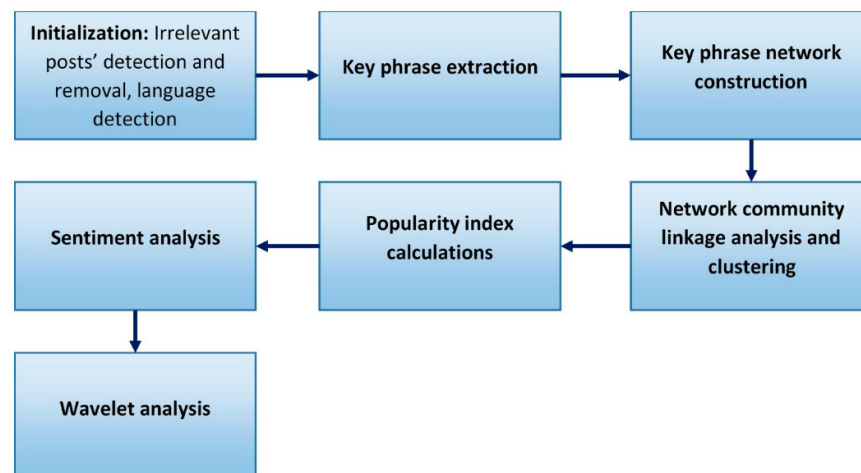 Initialization: Irrelevant
posts’ detection and
removal, language
detection
Key phrase extraction
Key phrase network
construction
Network community
linkage analysis and
clustering
Popularity index
calculations
Sentiment analysis
Wavelet analysis